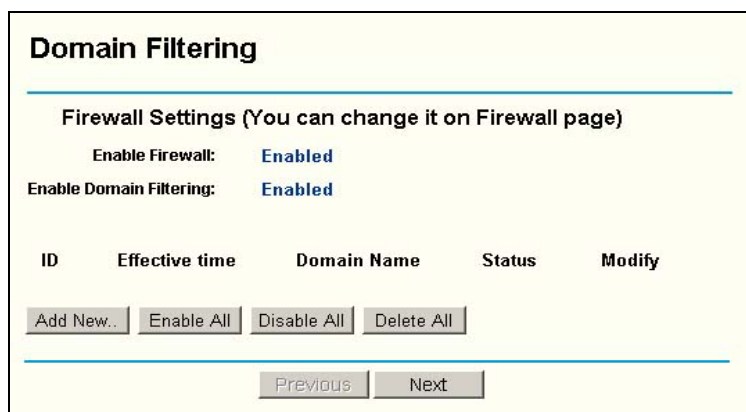 Domain Filtering
Firewall Settings (You can change it on Firewall page)
Enable Firewall: Enabled
Enable Domain Filtering: Enabled
ID Effective time Domain Name Status Modify
Add New.. Enable All Disable All Delete All
Previous Next